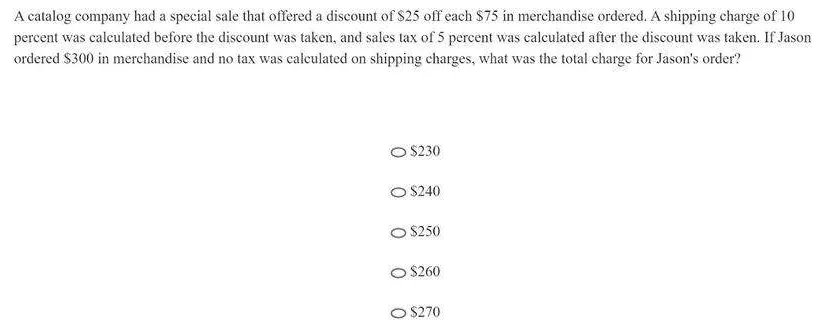 A catalog company had a special sale that offered a discount of $25 off each $75 in merchandise ordered. A shipping charge of 10
percent was calculated before the discount was taken, and sales tax of 5 percent was calculated after the discount was taken. If Jason
ordered $300 in merchandise and no tax was calculated on shipping charges, what was the total charge for Jason's order?
$230
$240
$250
$260
$270